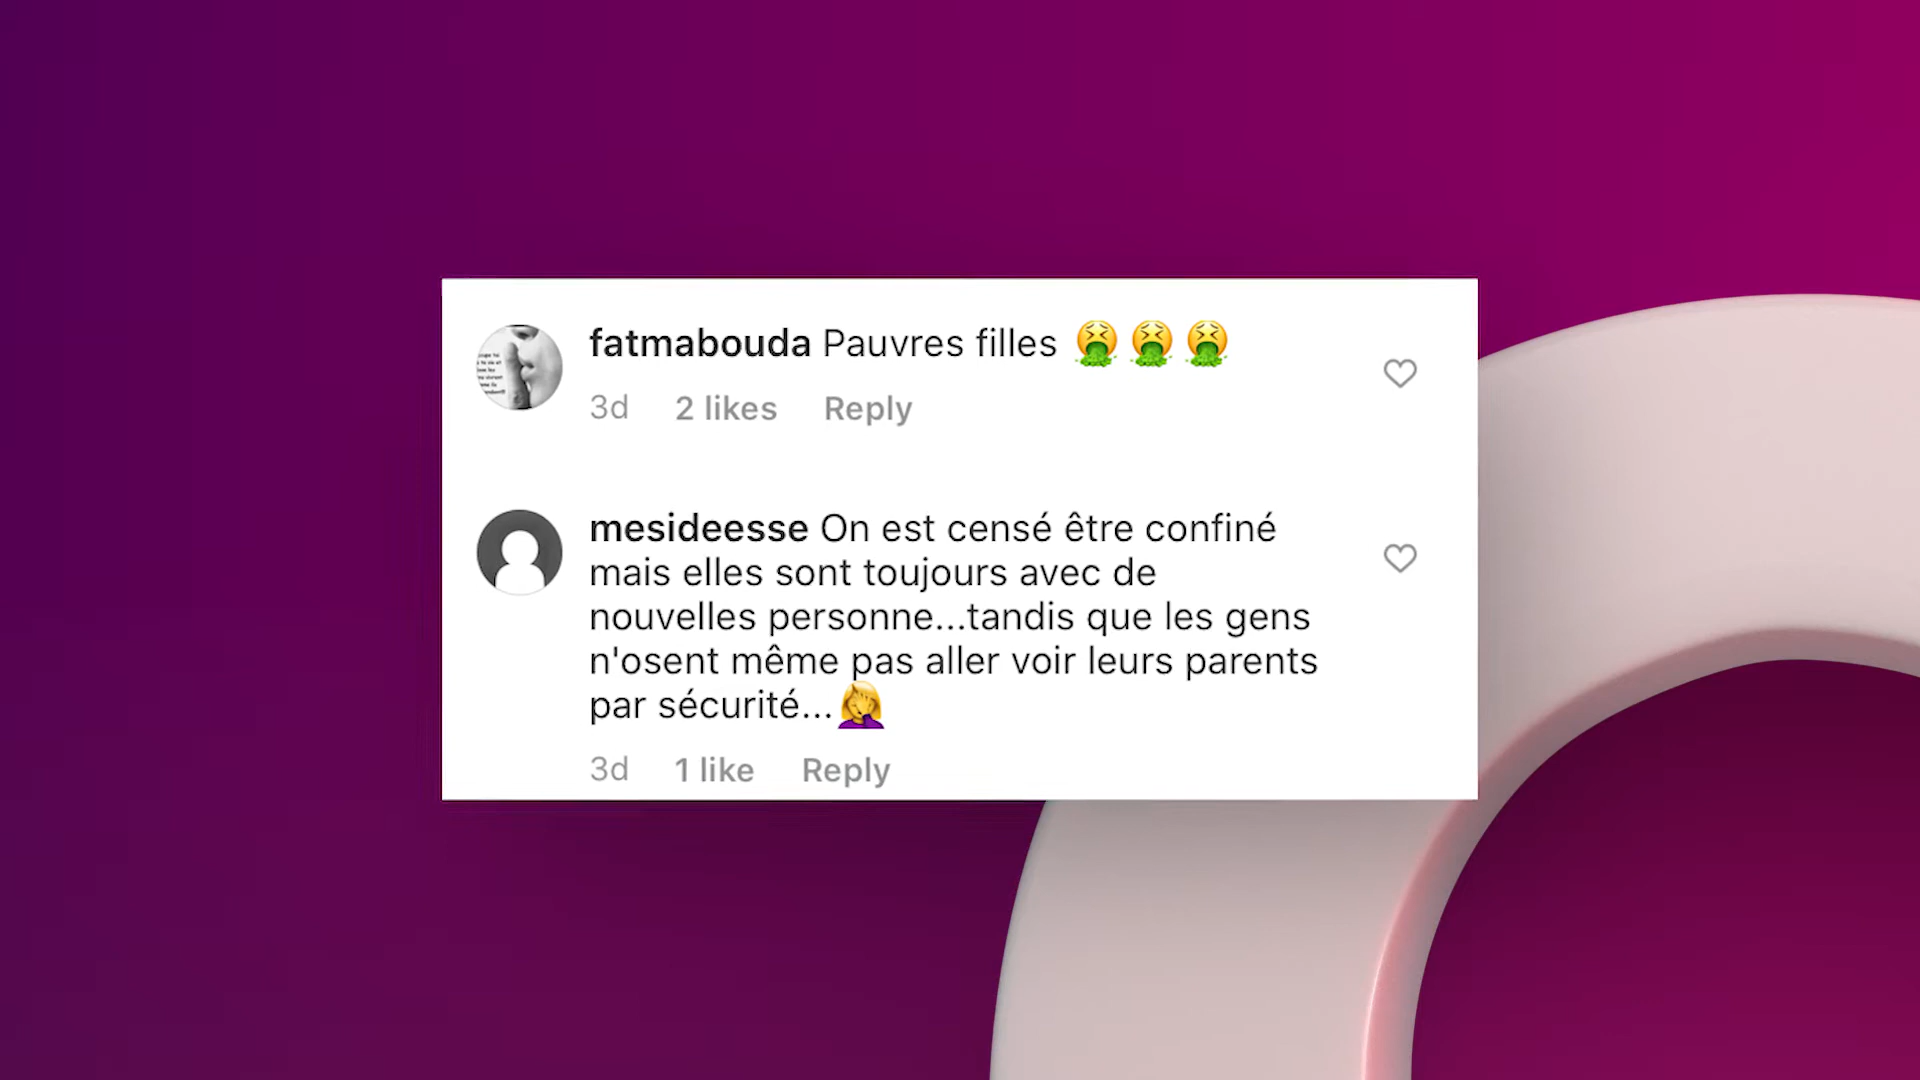 fatmabouda Pauvres filles 🤮🤮🤮
3d 2 likes Reply
mesideesse On est censé être confiné
mais elles sont toujours avec de
nouvelles personne...tandis que les gens
n'osent même pas aller voir leurs parents
par sécurité...🤦‍♀️
3d 1 like Reply